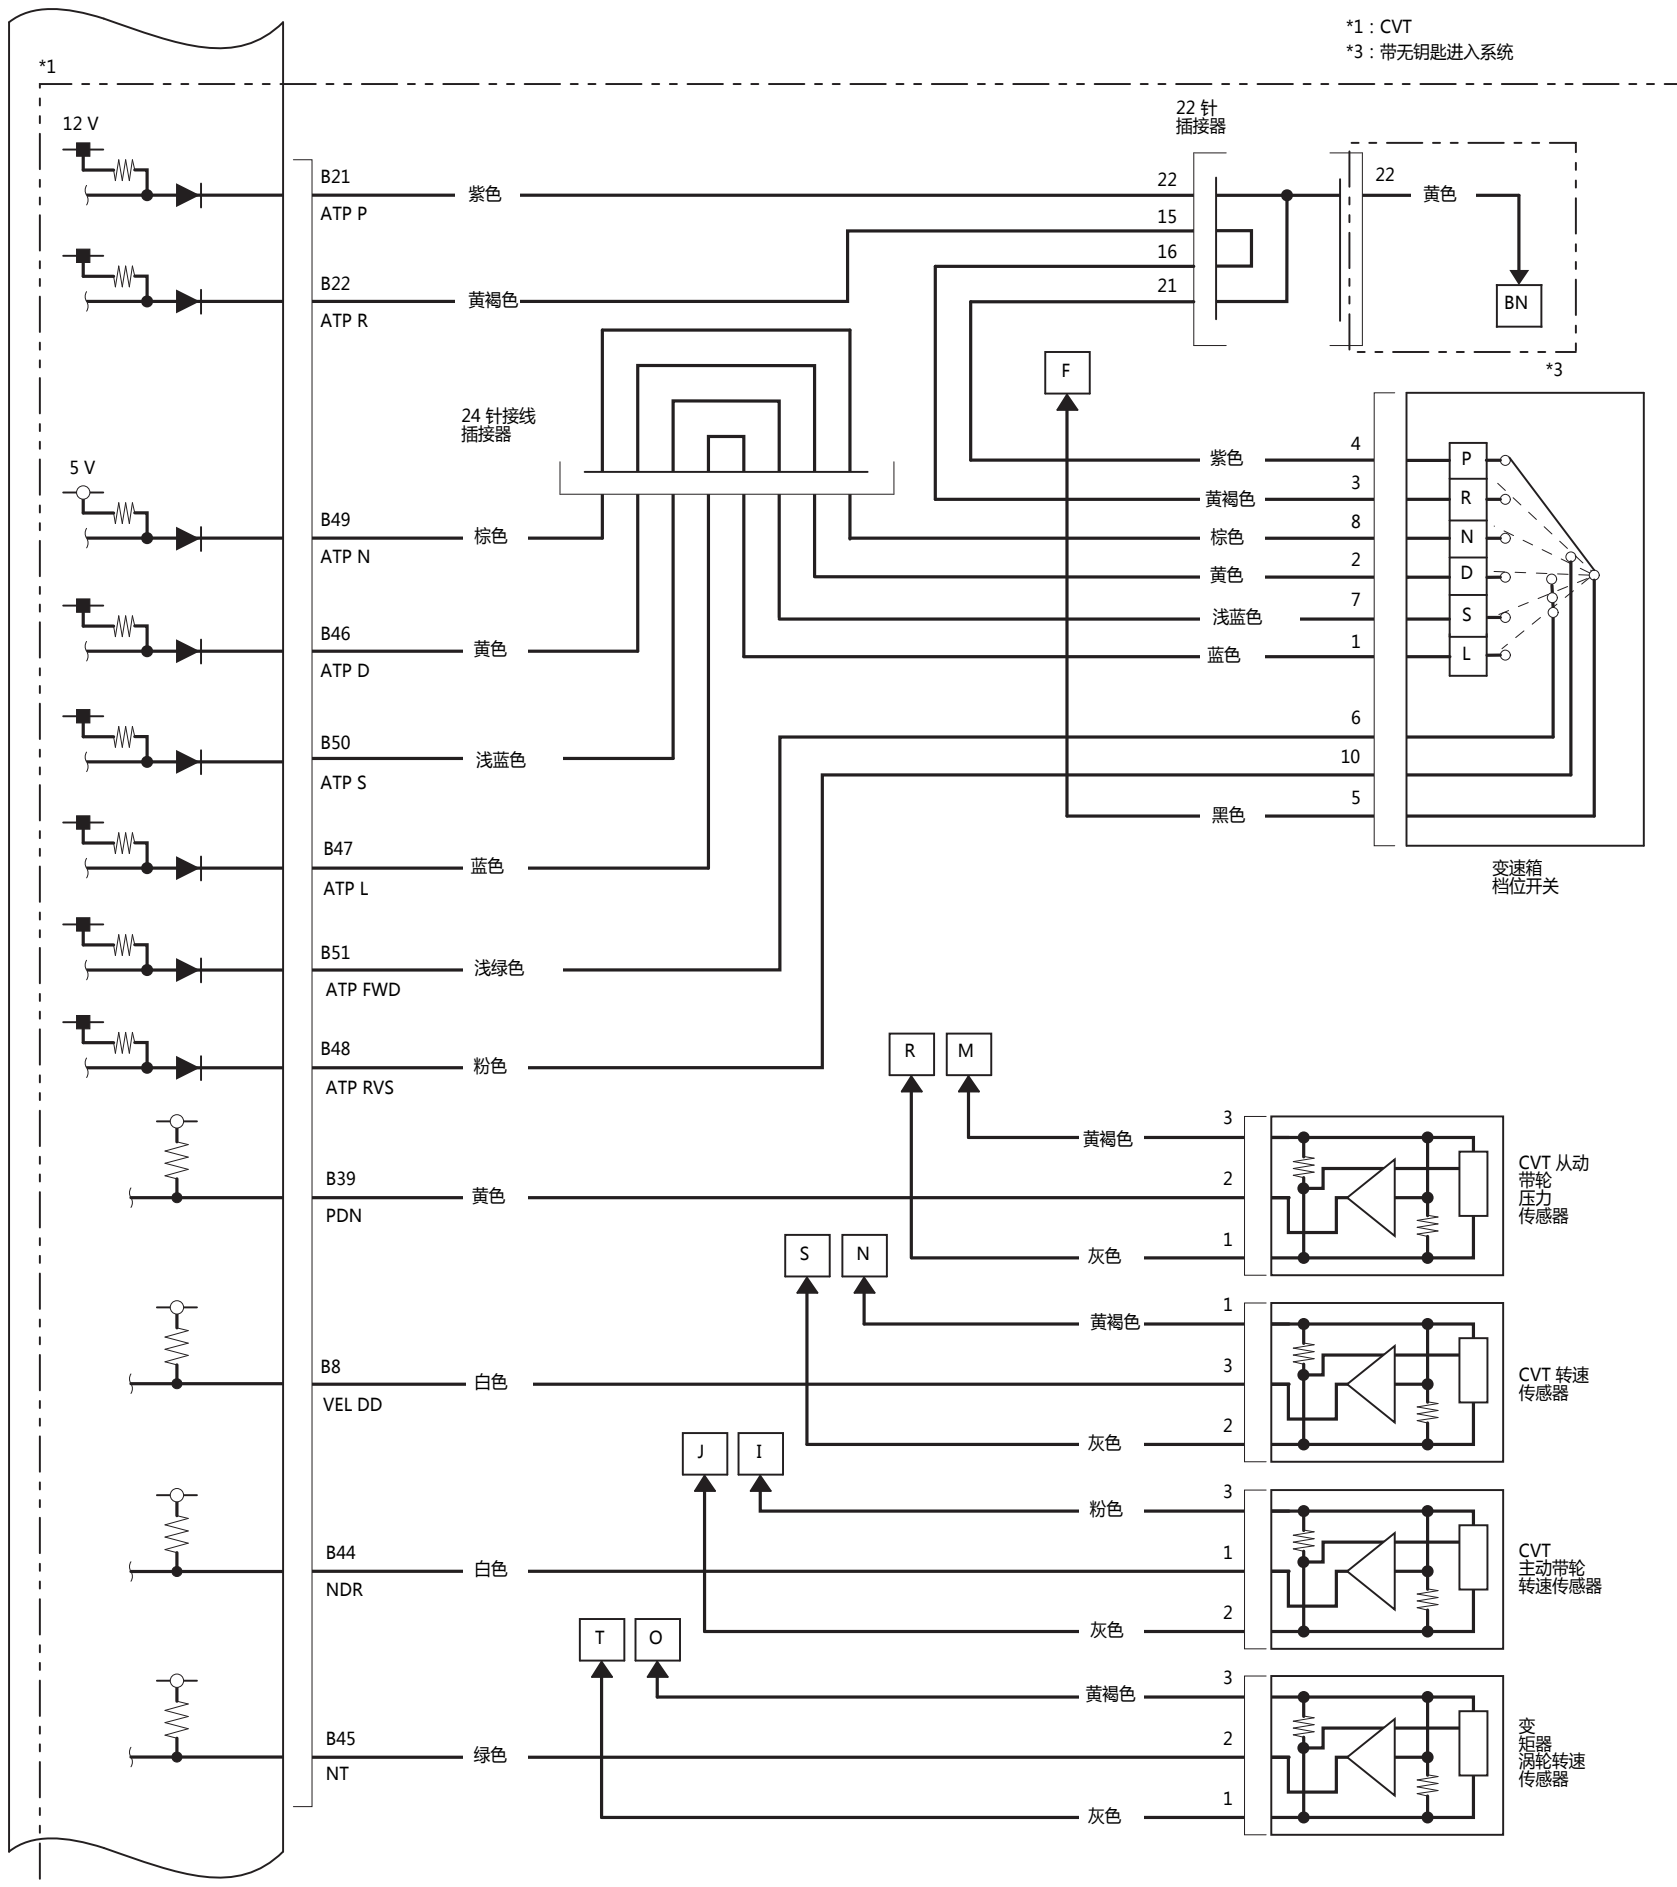 *1：CVT
*3：带无钥匙进入系统
*1
22 针
插接器
12 V
B21
紫色
22
22
黄色
ATP P
15
16
B22
黄褐色
21
BN
ATP R
*3
F
24 针接线
插接器
5 V
紫色
4
P
黄褐色
3
R
B49
棕色
棕色
8
N
ATP N
黄色
2
D
浅蓝色
7
S
B46
黄色
蓝色
1
L
ATP D
6
B50
浅蓝色
10
ATP S
黑色
5
B47
蓝色
变速箱
档位开关
ATP L
B51
浅绿色
ATP FWD
B48
粉色
R
M
ATP RVS
黄褐色
3
CVT 从动
带轮
压力
传感器
B39
黄色
2
PDN
灰色
1
S
N
黄褐色
1
B8
白色
3
CVT 转速
传感器
VEL DD
灰色
2
J
I
粉色
3
B44
白色
1
CVT
主动带轮
转速传感器
NDR
灰色
2
T
O
黄褐色
3
B45
绿色
2
变
矩器
涡轮转速
传感器
NT
灰色
1